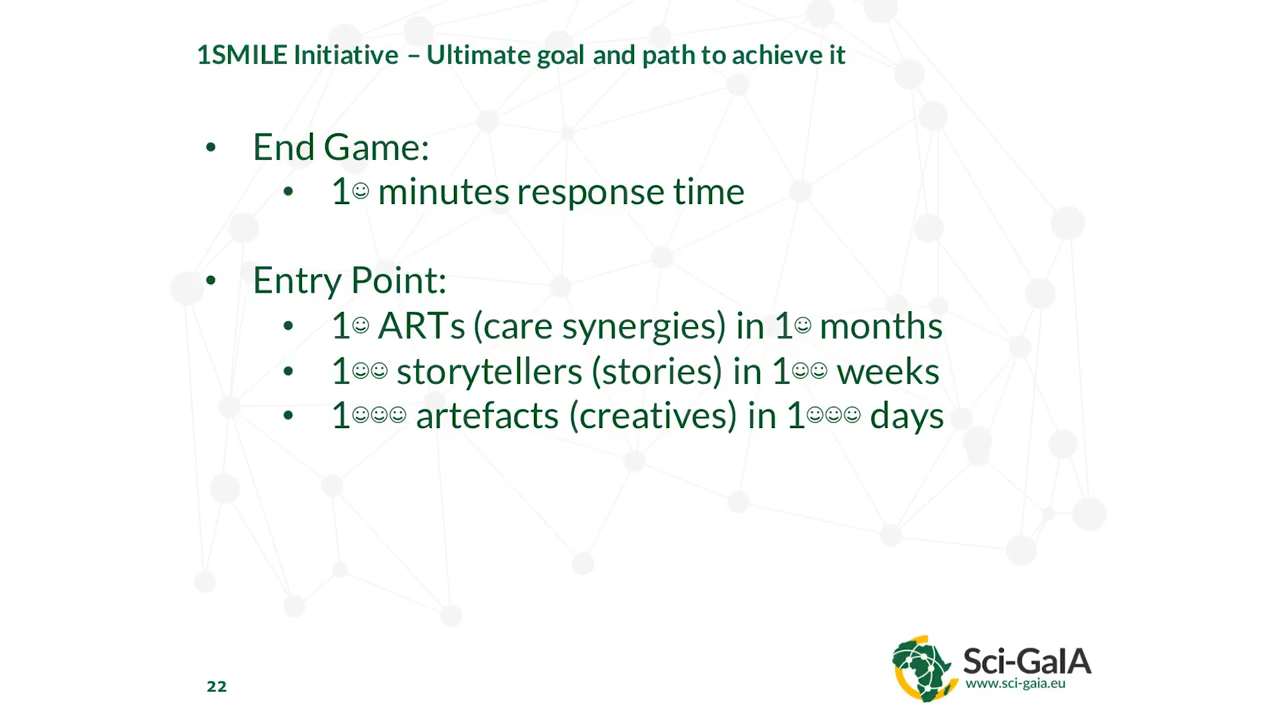 1SMILE Initiative – Ultimate goal and path to achieve it
• End Game:
• 1☺ minutes response time
• Entry Point:
• 1☺ ARTs (care synergies) in 1☺ months
• 1☺☺ storytellers (stories) in 1☺☺ weeks
• 1☺☺☺ artefacts (creatives) in 1☺☺☺ days
Sci-GaIA
www.sci-gaia.eu
22